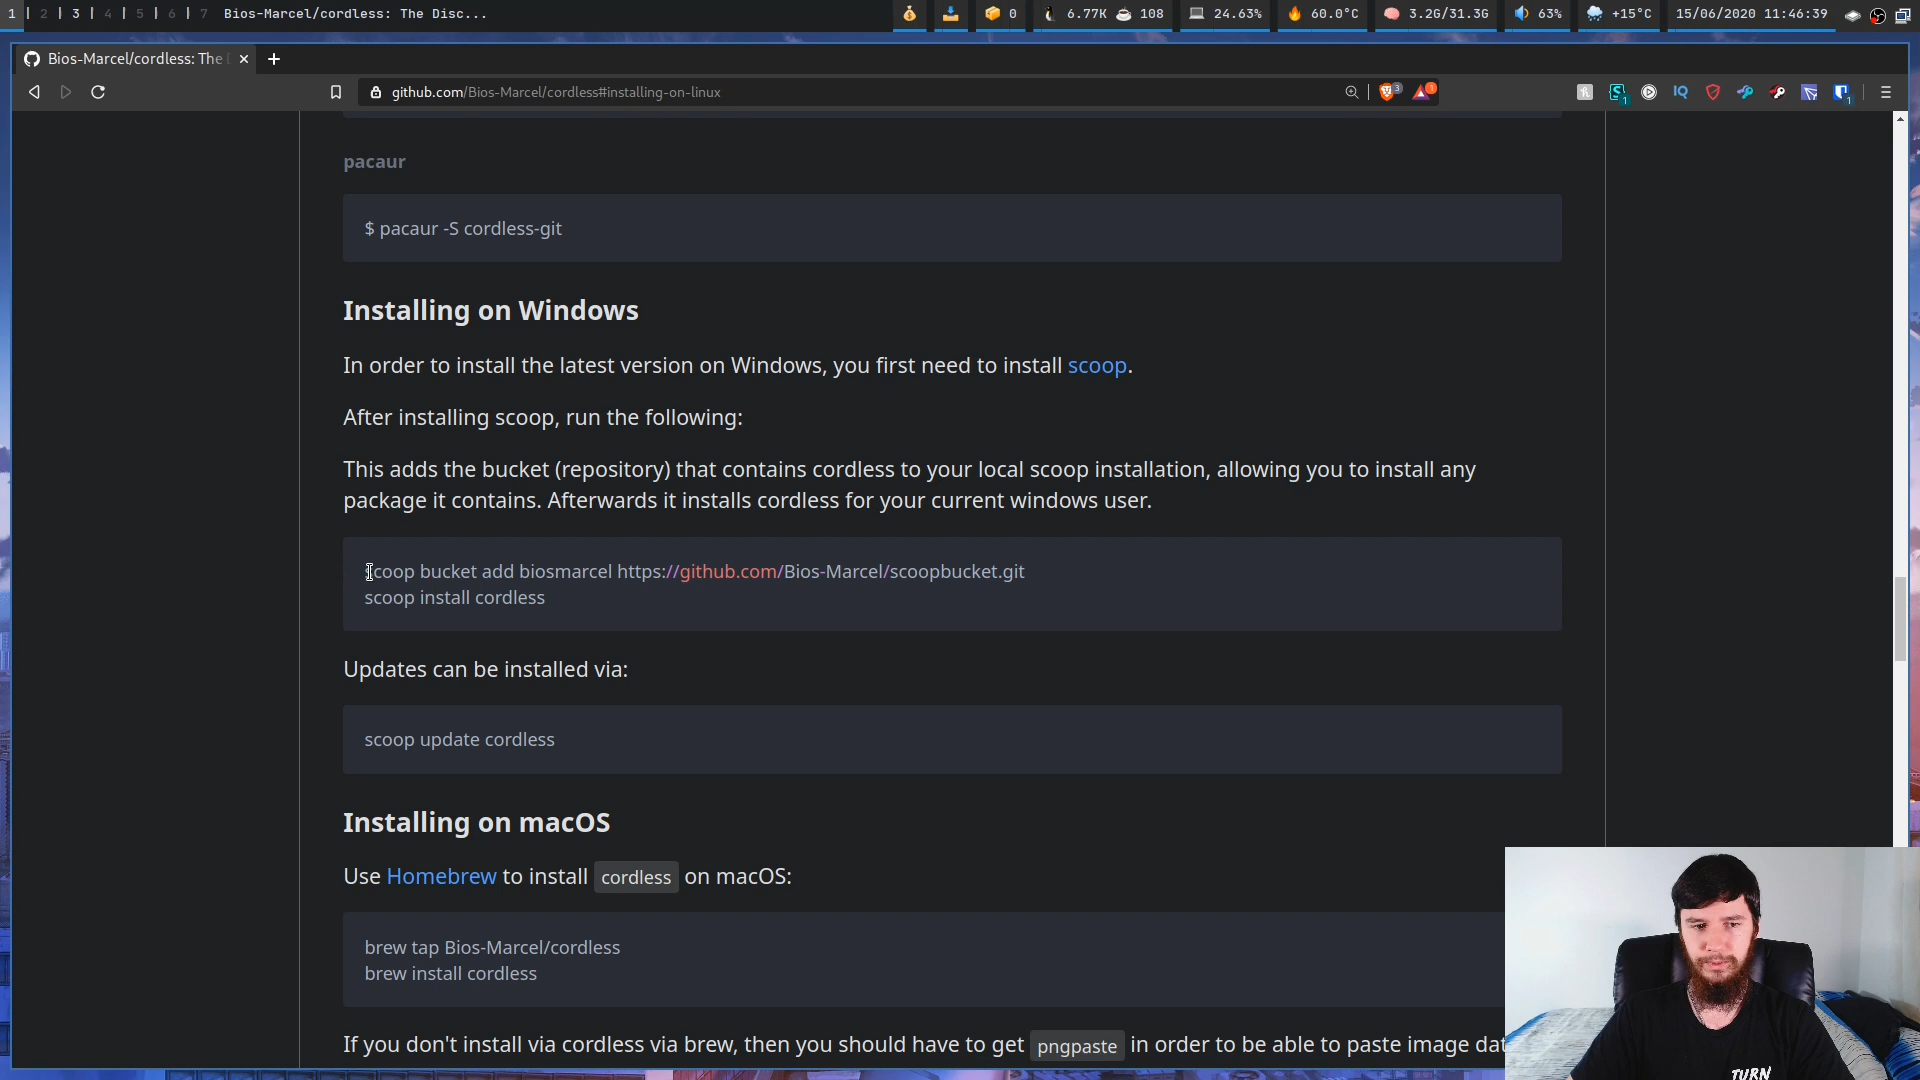 1 | 2 | 3 | 4 | 5 | 6 | 7 Bios-Marcel/cordless: The Disc... 0 6.77K 108 24.63% 60.0°C 3.2G/31.3G 63% +15°C 15/06/2020 11:46:39
Bios-Marcel/cordless: The
github.com/Bios-Marcel/cordless#installing-on-linux
pacaur
$ pacaur -S cordless-git
Installing on Windows
In order to install the latest version on Windows, you first need to install scoop.
After installing scoop, run the following:
This adds the bucket (repository) that contains cordless to your local scoop installation, allowing you to install any
package it contains. Afterwards it installs cordless for your current windows user.
scoop bucket add biosmarcel https://github.com/Bios-Marcel/scoopbucket.git
scoop install cordless
Updates can be installed via:
scoop update cordless
Installing on macOS
Use Homebrew to install cordless on macOS:
brew tap Bios-Marcel/cordless
brew install cordless
If you don't install via cordless via brew, then you should have to get pngpaste in order to be able to paste image dat
TURN